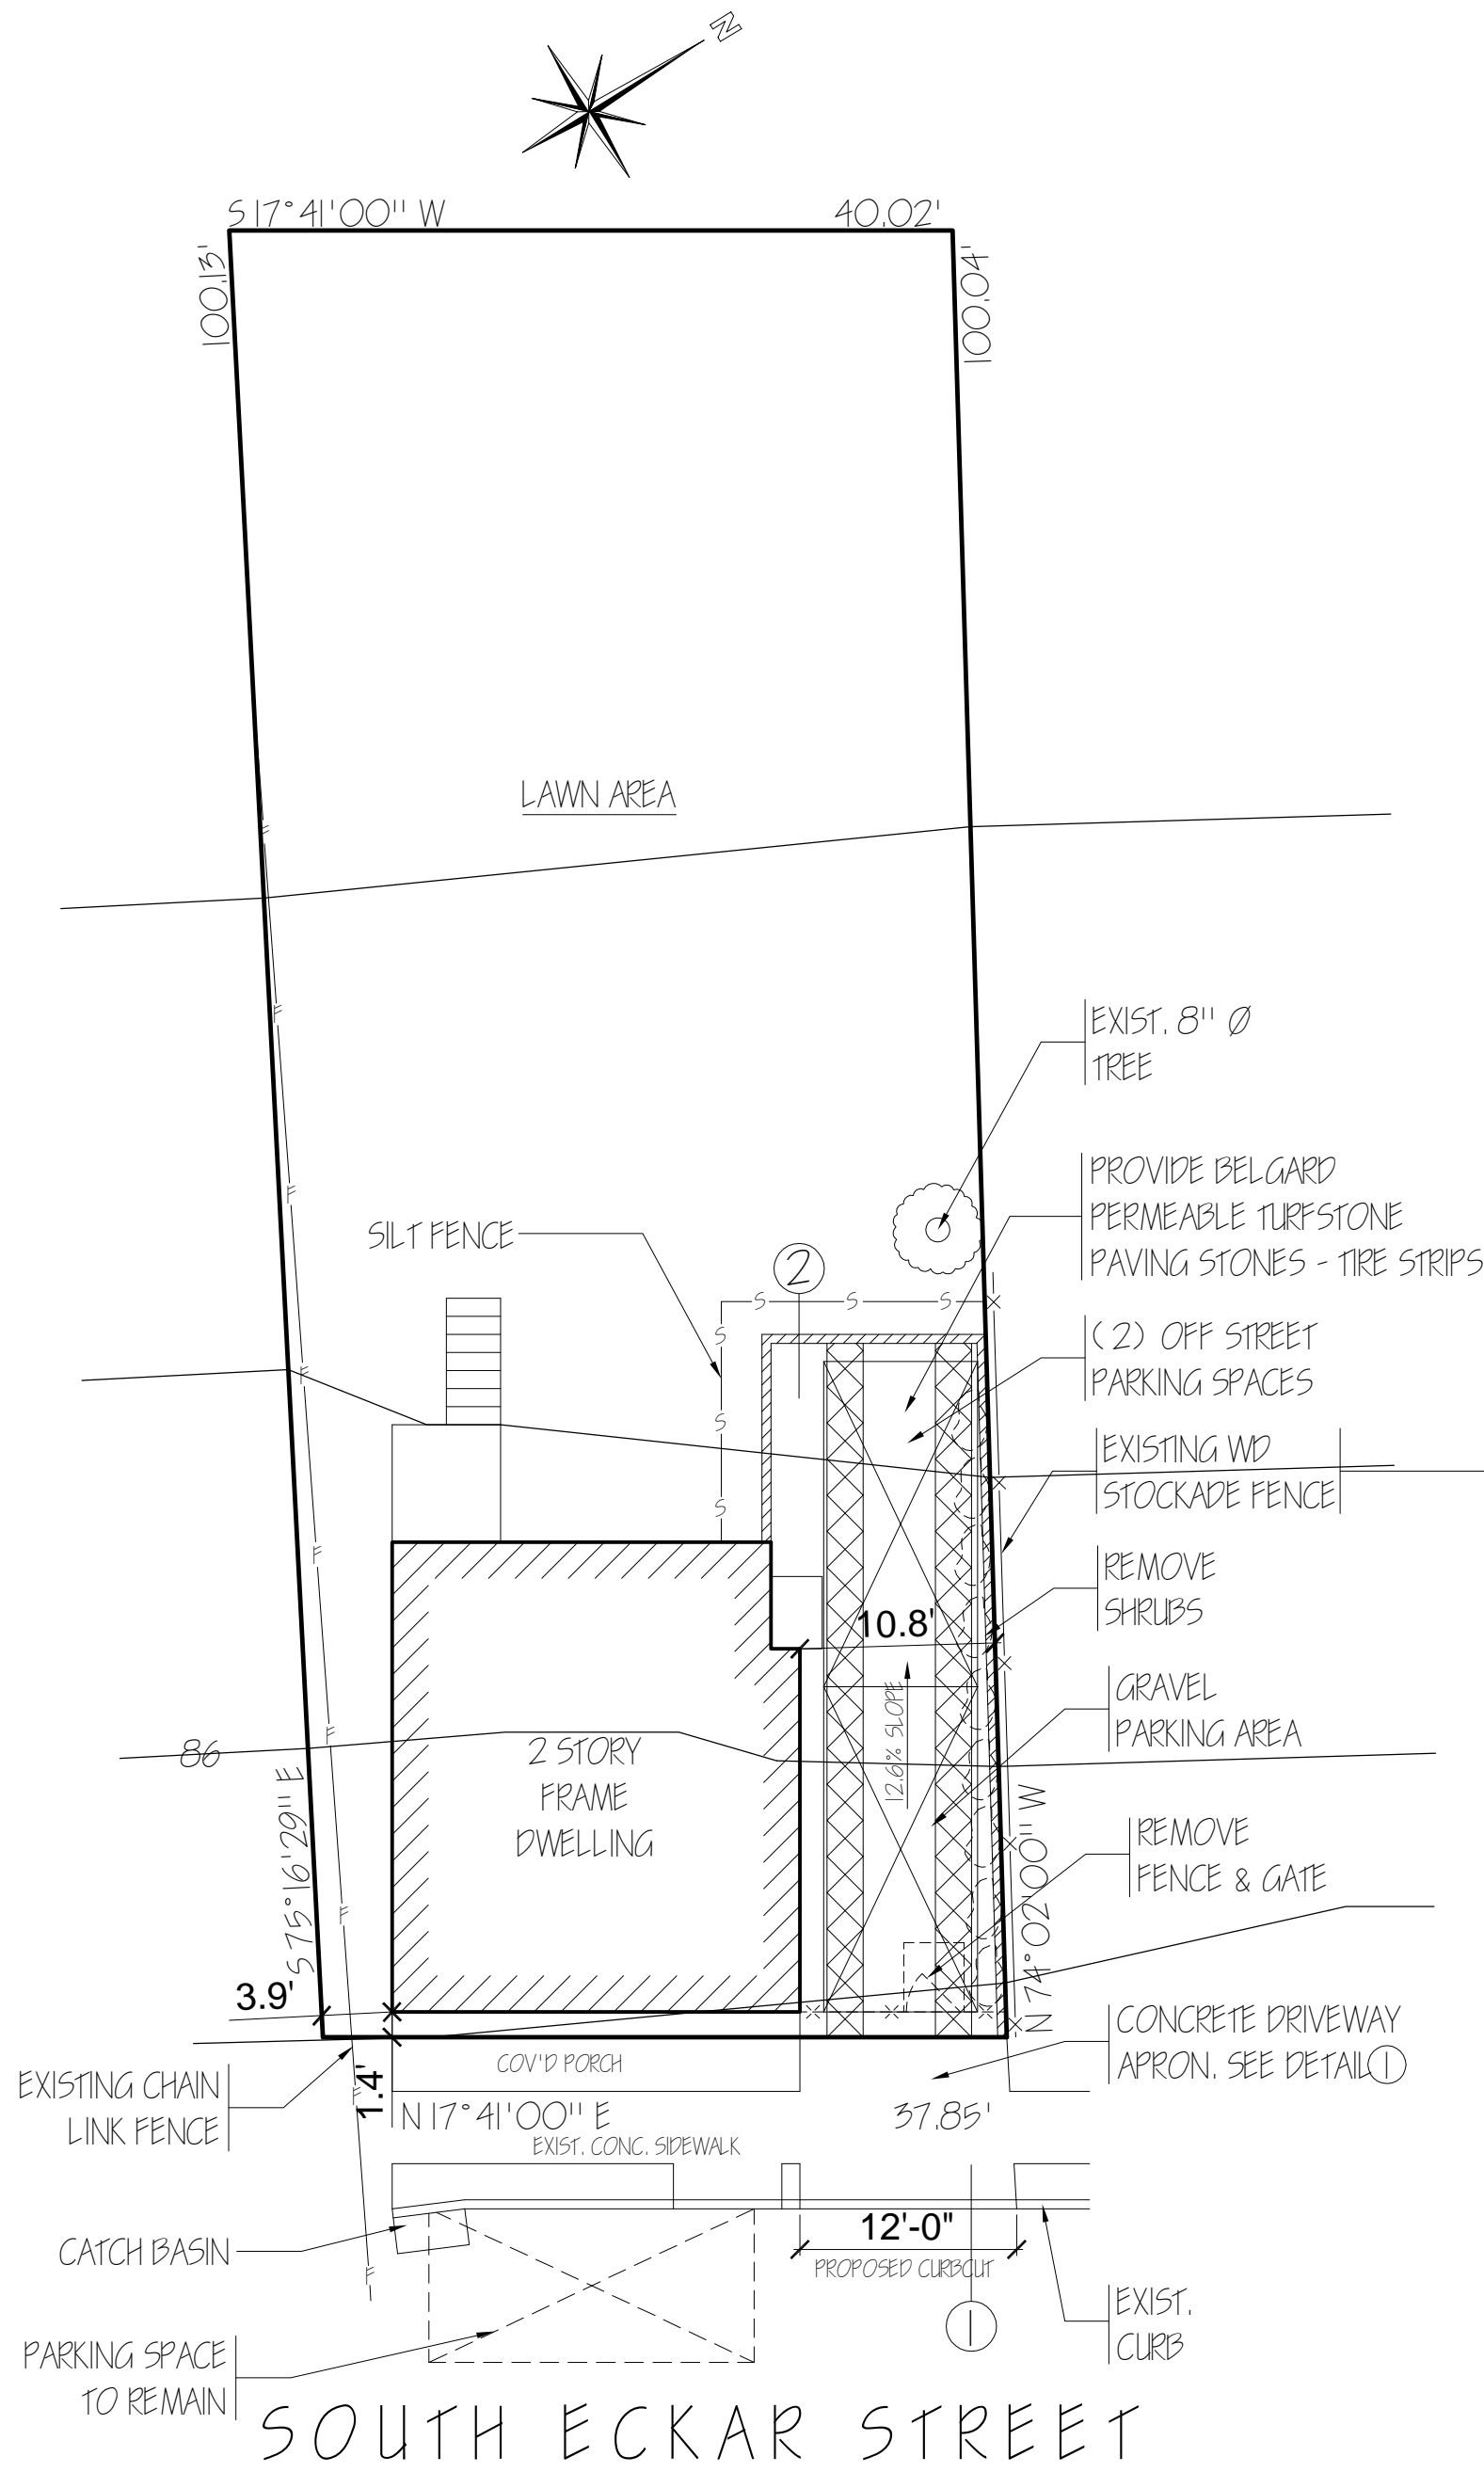 N
S 17°41'00" W
40.02'
100.13'
100.04'
LAWN AREA
EXIST. 8" Ø
TREE
PROVIDE BELGARD
PERMEABLE TURFSTONE
PAVING STONES - TIRE STRIPS
SILT FENCE
2
S S S
S
S
S
(2) OFF STREET
PARKING SPACES
EXISTING WD
STOCKADE FENCE
REMOVE
SHRUBS
10.8'
12.6% SLOPE
GRAVEL
PARKING AREA
86
2 STORY
FRAME
DWELLING
S 75°16'29" E
N 74°02'00" W
REMOVE
FENCE & GATE
3.9'
CONCRETE DRIVEWAY
APRON. SEE DETAIL 1
COV'D PORCH
EXISTING CHAIN
LINK FENCE
1.4'
N 17°41'00" E
37.85'
EXIST. CONC. SIDEWALK
12'-0"
PROPOSED CURBCUT
CATCH BASIN
EXIST.
CURB
1
PARKING SPACE
TO REMAIN
F
F
F
F
F
F
F
F
F
SOUTH ECKAR STREET